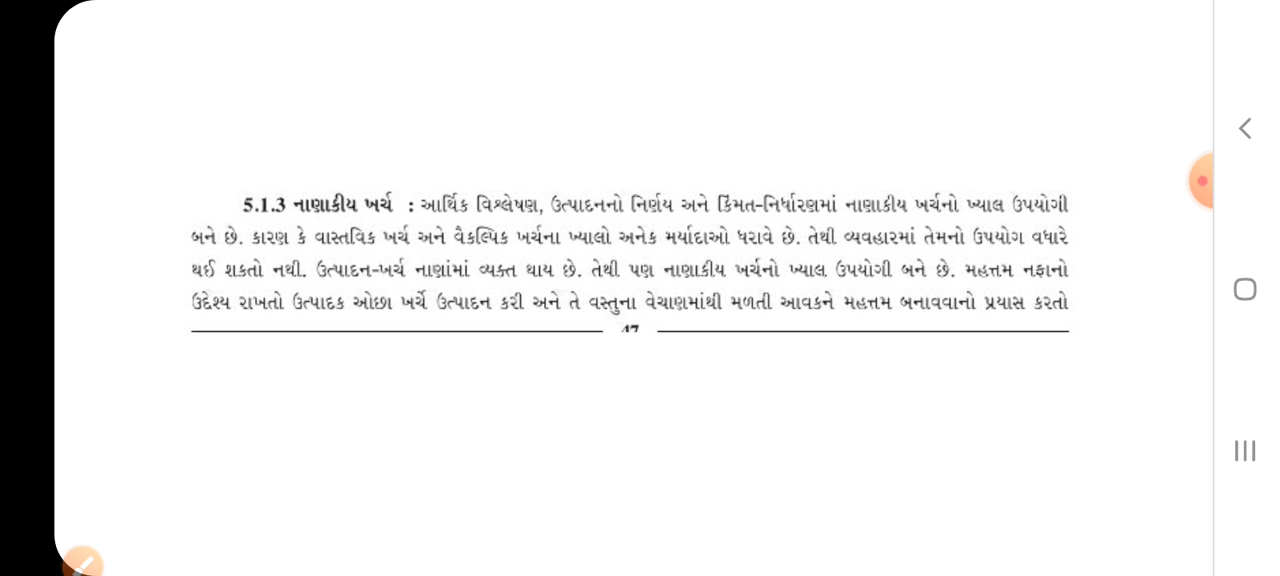 5.1.3 નાણાકીય ખર્ચ : આર્થિક વિશ્લેષણ, ઉત્પાદનનો નિર્ણય અને કિંમત-નિર્ધારણમાં નાણાકીય ખર્ચનો ખ્યાલ ઉપયોગી
બને છે. કારણ કે વાસ્તવિક ખર્ચ અને વૈકલ્પિક ખર્ચના ખ્યાલો અનેક મર્યાદાઓ ધરાવે છે. તેથી વ્યવહારમાં તેમનો ઉપયોગ વધારે
થઈ શકતો નથી. ઉત્પાદન-ખર્ચ નાણાંમાં વ્યક્ત થાય છે. તેથી પણ નાણાકીય ખર્ચનો ખ્યાલ ઉપયોગી બને છે. મહત્તમ નફાનો
ઉદેશ્ય રાખતો ઉત્પાદક ઓછા ખર્ચે ઉત્પાદન કરી અને તે વસ્તુના વેચાણમાંથી મળતી આવકને મહત્તમ બનાવવાનો પ્રયાસ કરતો
47